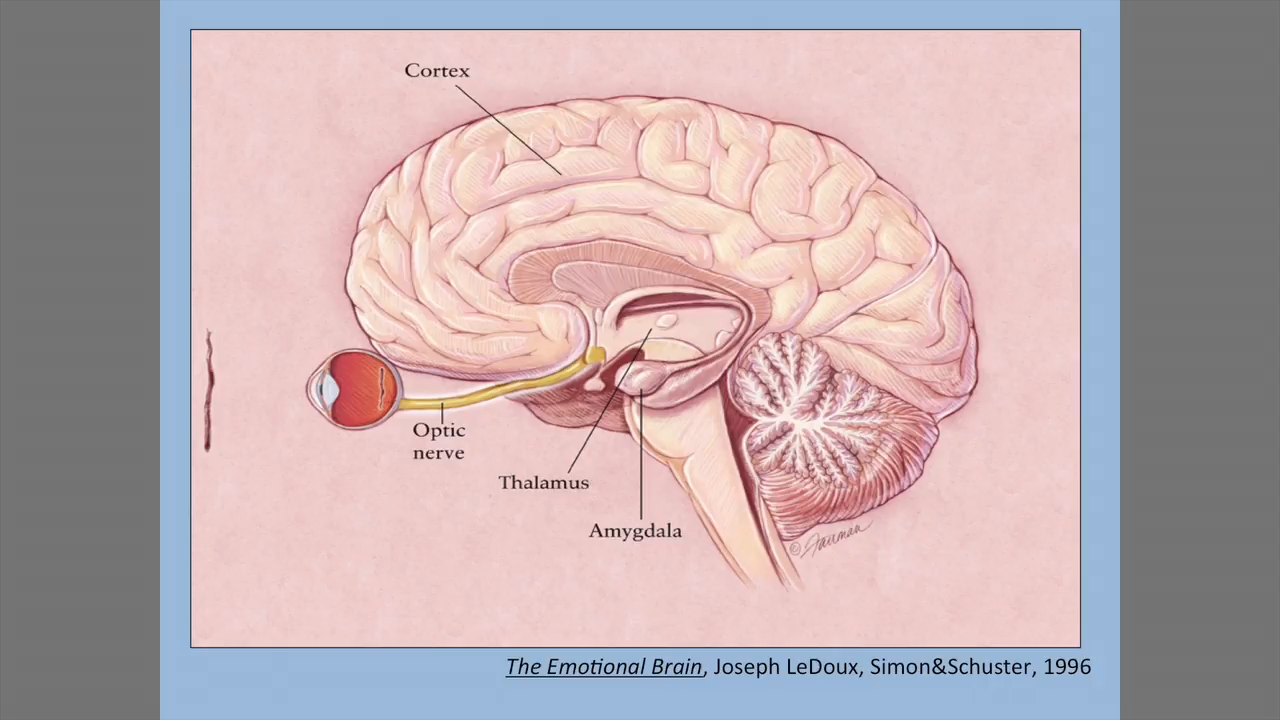 Cortex
Optic
nerve
Thalamus
Amygdala
The Emotional Brain, Joseph LeDoux, Simon&Schuster, 1996